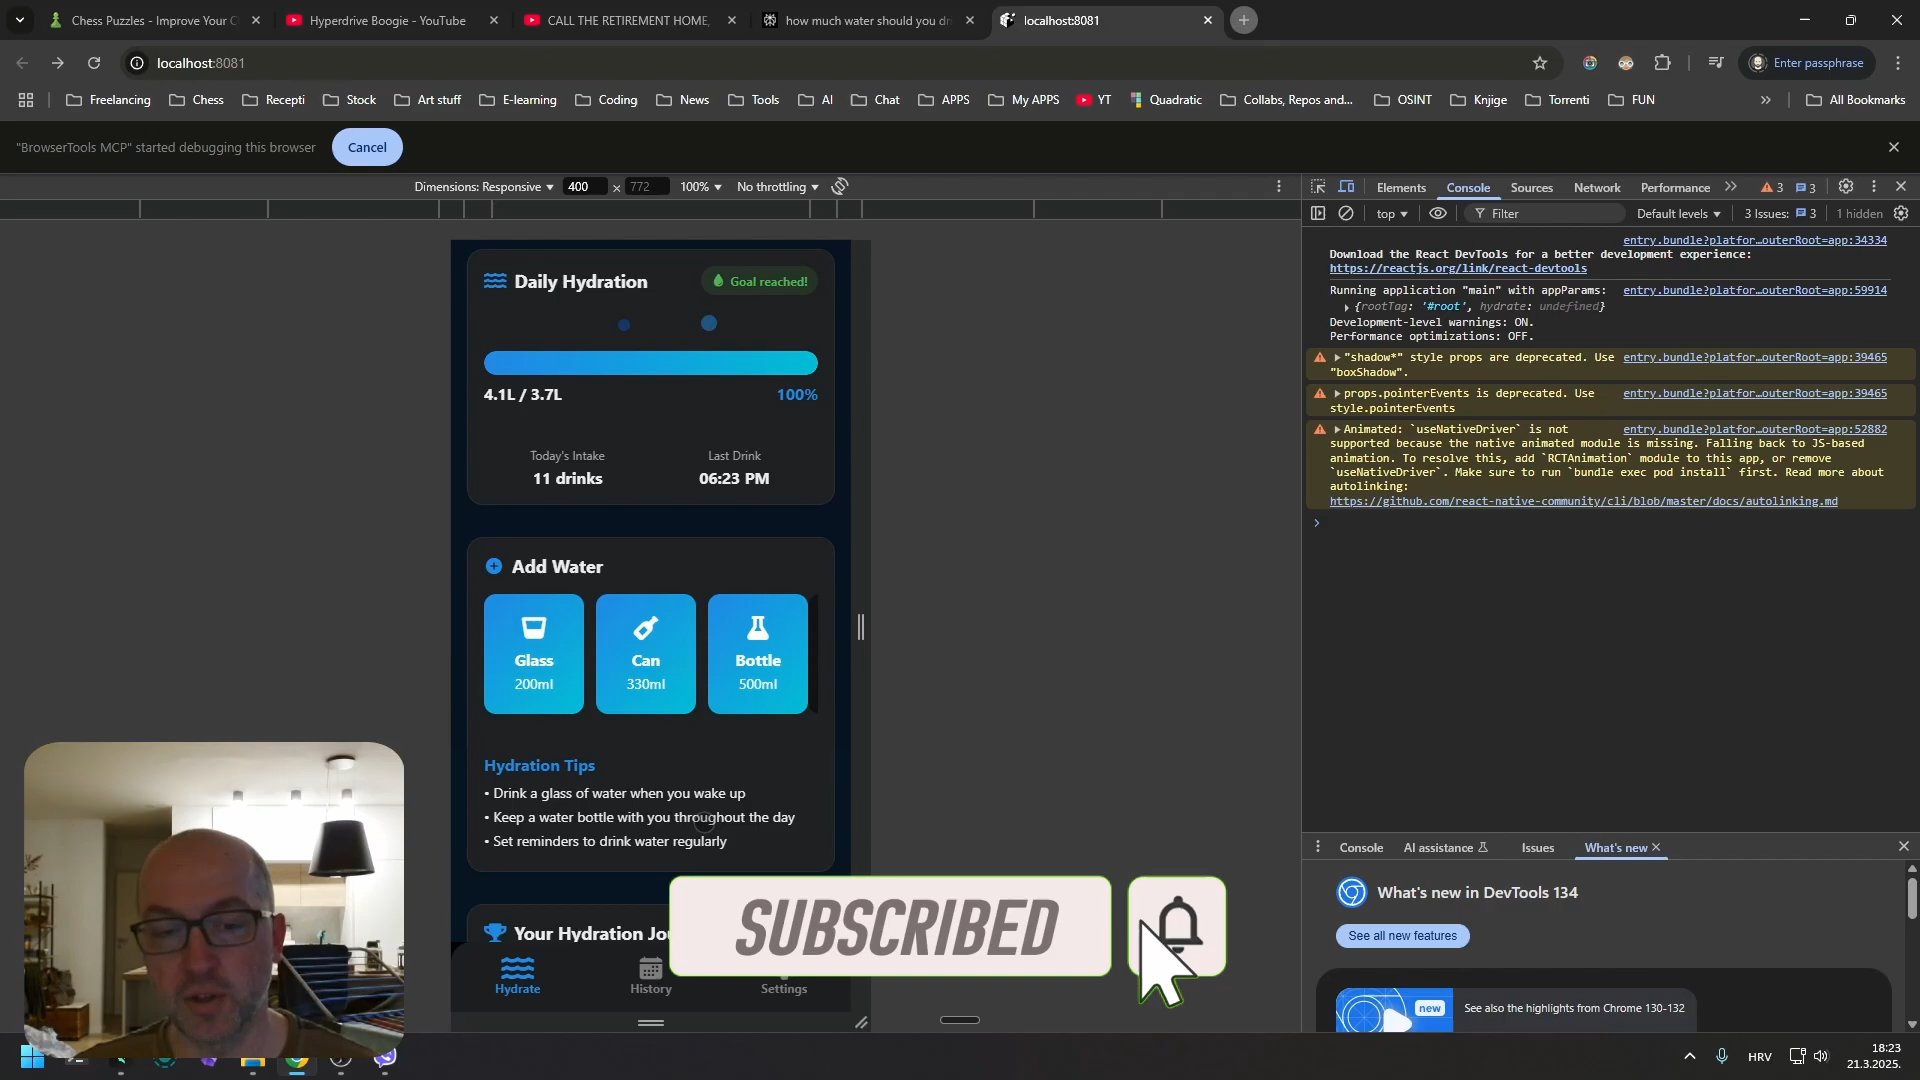 Chess Puzzles - Improve Your C
Hyperdrive Boogie - YouTube
CALL THE RETIREMENT HOME,
how much water should you dr
localhost:8081
localhost:8081
Enter passphrase
Freelancing
Chess
Recepti
Stock
Art stuff
E-learning
Coding
News
Tools
AI
Chat
APPS
My APPS
YT
Quadratic
Collabs, Repos and...
OSINT
Knjige
Torrenti
FUN
All Bookmarks
"BrowserTools MCP" started debugging this browser
Cancel
Dimensions: Responsive
400
×
772
100%
No throttling
Elements
Console
Sources
Network
Performance
3
3
top
Filter
Default levels
3 Issues:
3
1 hidden
Daily Hydration
Goal reached!
4.1L / 3.7L
100%
Today's Intake
Last Drink
11 drinks
06:23 PM
Add Water
Glass
200ml
Can
330ml
Bottle
500ml
Hydration Tips
• Drink a glass of water when you wake up
• Keep a water bottle with you throughout the day
• Set reminders to drink water regularly
Your Hydration Jou
Hydrate
History
Settings
SUBSCRIBED
entry.bundle?platfor…outerRoot=app:34334
Download the React DevTools for a better development experience:
https://reactjs.org/link/react-devtools
Running application "main" with appParams:
entry.bundle?platfor…outerRoot=app:59914
{rootTag: '#root', hydrate: undefined}
Development-level warnings: ON.
Performance optimizations: OFF.
"shadow*" style props are deprecated. Use
entry.bundle?platfor…outerRoot=app:39465
"boxShadow".
props.pointerEvents is deprecated. Use
entry.bundle?platfor…outerRoot=app:39465
style.pointerEvents
Animated: `useNativeDriver` is not
entry.bundle?platfor…outerRoot=app:52882
supported because the native animated module is missing. Falling back to JS-based
animation. To resolve this, add `RCTAnimation` module to this app, or remove
`useNativeDriver`. Make sure to run `bundle exec pod install` first. Read more about
autolinking:
https://github.com/react-native-community/cli/blob/master/docs/autolinking.md
Console
AI assistance
Issues
What's new
What's new in DevTools 134
See all new features
new
See also the highlights from Chrome 130-132
HRV
18:23
21.3.2025.